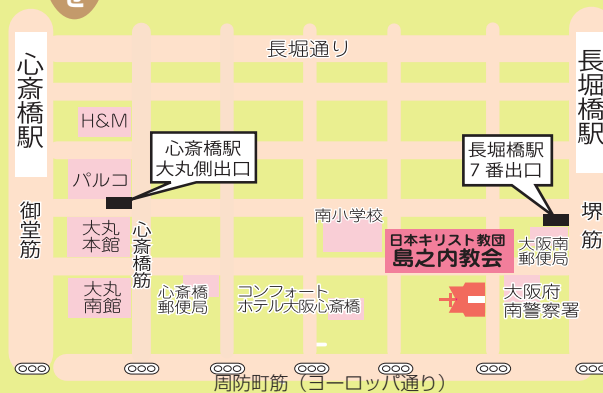 長堀通り
心斎橋駅
長堀橋駅
H&M
心斎橋駅
大丸側出口
長堀橋駅
7番出口
パルコ
御堂筋
大丸
本館
心斎橋筋
南小学校
日本キリスト教団
島之内教会
大阪南
郵便局
堺筋
大丸
南館
心斎橋
郵便局
コンフォート
ホテル大阪心斎橋
大阪府
南警察署
周防町筋（ヨーロッパ通り）